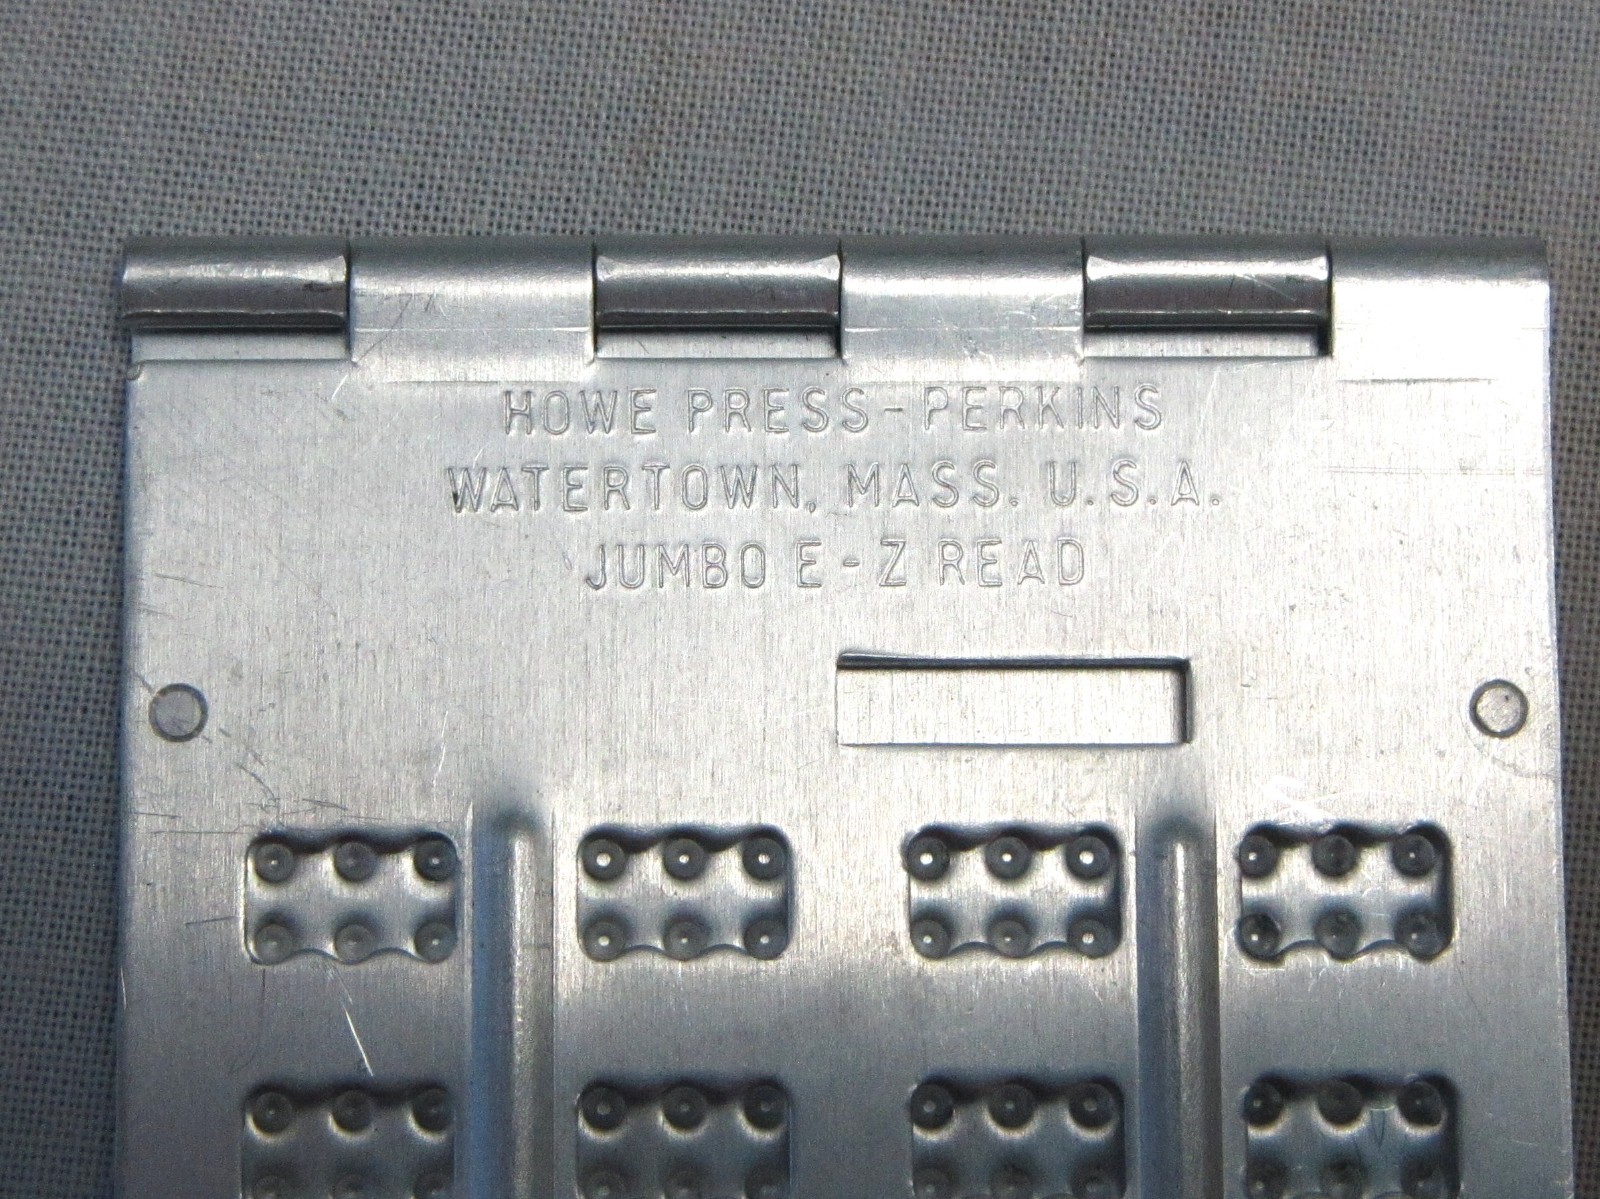 HOWE PRESS-PERKINS
WATERTOWN, MASS. U.S.A.
JUMBO E-Z READ